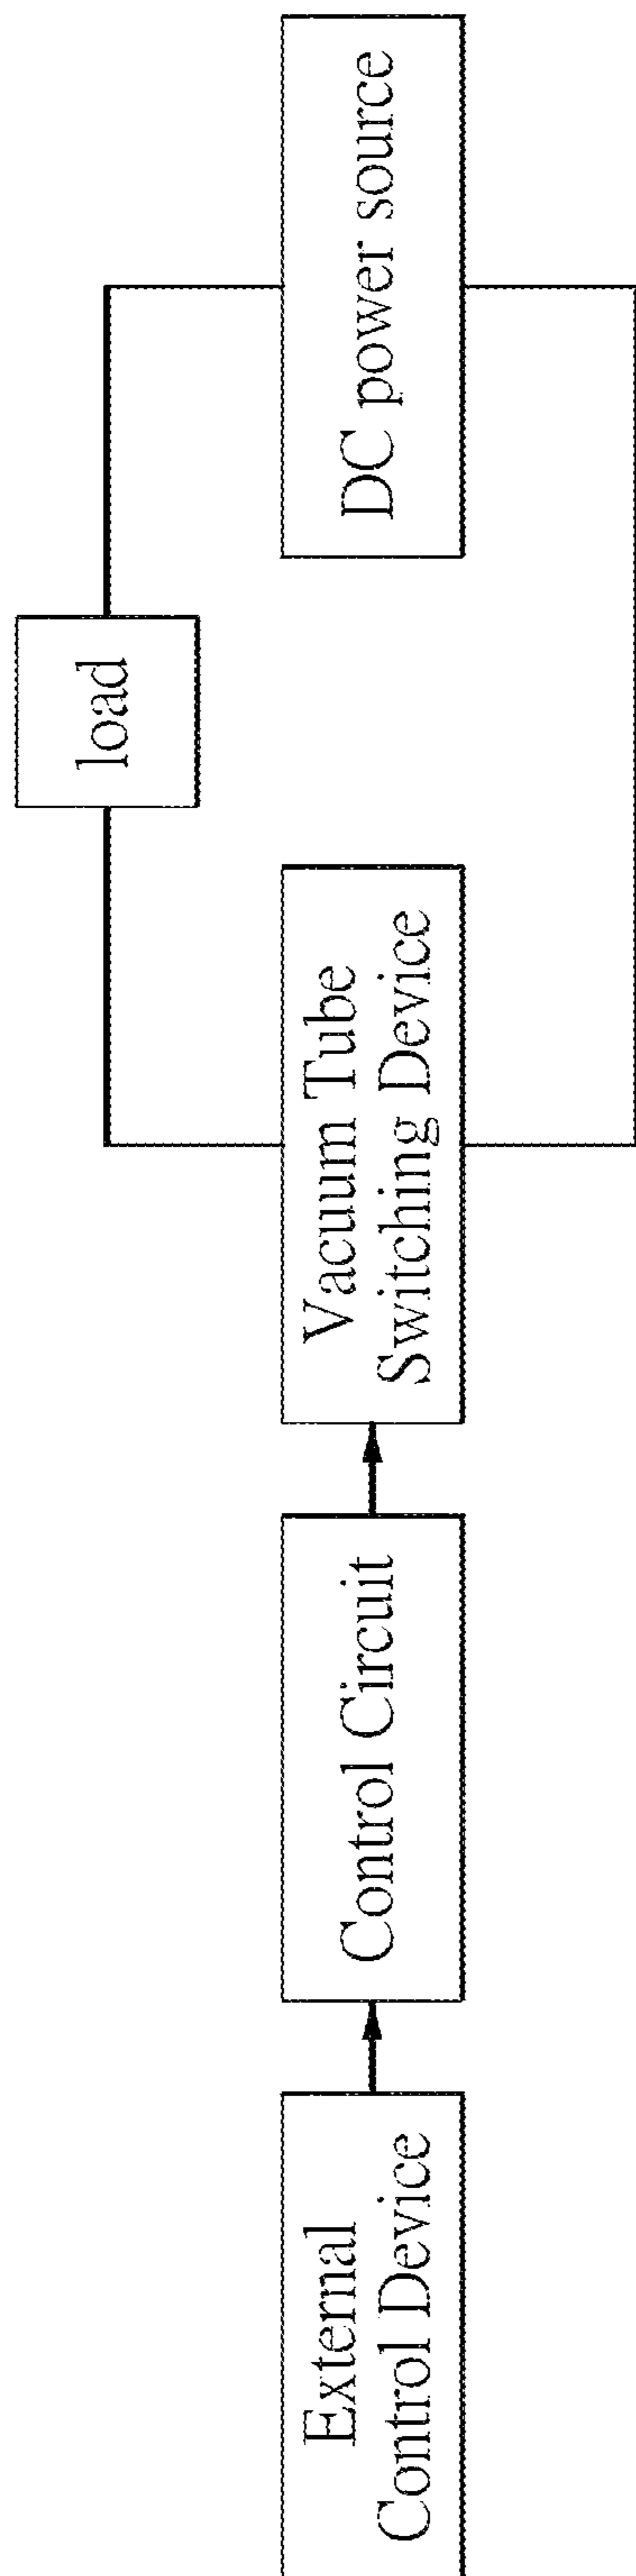 External
Control Device
Control Circuit
Vacuum Tube
Switching Device
load
DC power source